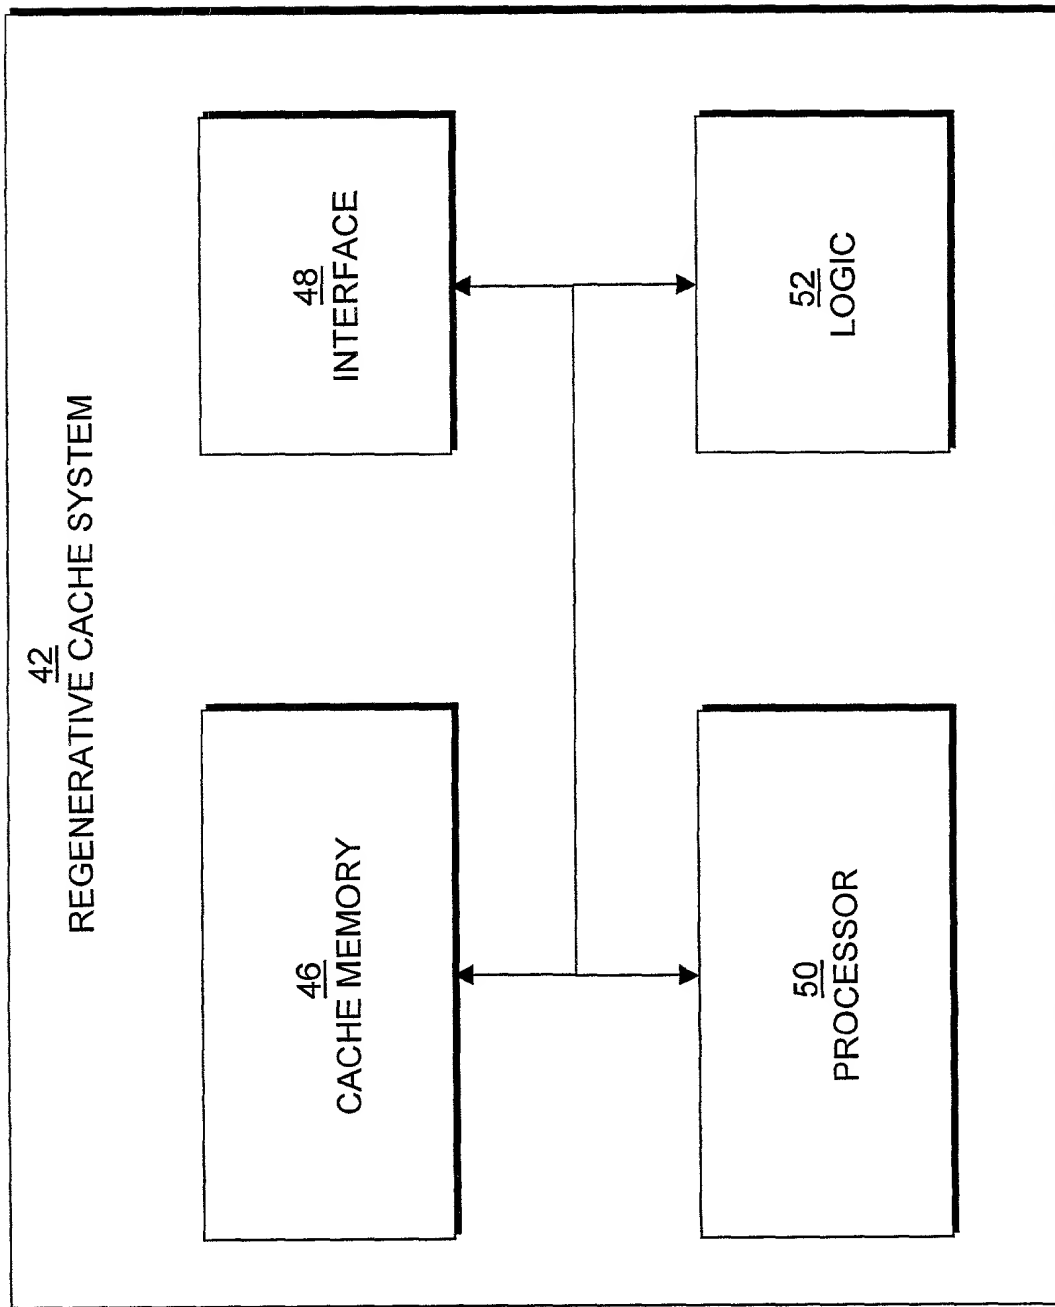 42
REGENERATIVE CACHE SYSTEM
46
CACHE MEMORY
48
INTERFACE
50
PROCESSOR
52
LOGIC